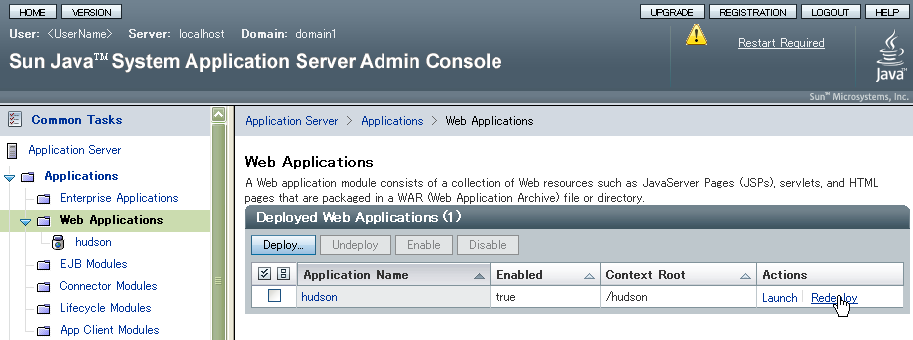 HOME VERSION UPGRADE REGISTRATION LOGOUT HELP
User: <UserName> Server: localhost Domain: domain1
Restart Required
Sun Java™ System Application Server Admin Console
Java™
Sun™ Microsystems, Inc.
Common Tasks
Application Server
Applications
Enterprise Applications
Web Applications
hudson
EJB Modules
Connector Modules
Lifecycle Modules
App Client Modules
Application Server > Applications > Web Applications
Web Applications
A Web application module consists of a collection of Web resources such as JavaServer Pages (JSPs), servlets, and HTML
pages that are packaged in a WAR (Web Application Archive) file or directory.
Deployed Web Applications (1)
Deploy... Undeploy Enable Disable
Application Name Enabled Context Root Actions
hudson true /hudson Launch Redeploy